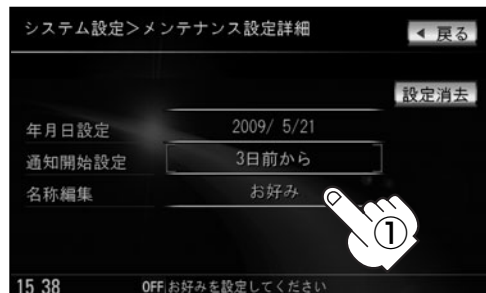 システム設定>メンテナンス設定詳細
◀ 戻る
設定消去
年月日設定 2009/ 5/21
通知開始設定 3日前から
名称編集 お好み
①
15 38 OFF お好みを設定してください